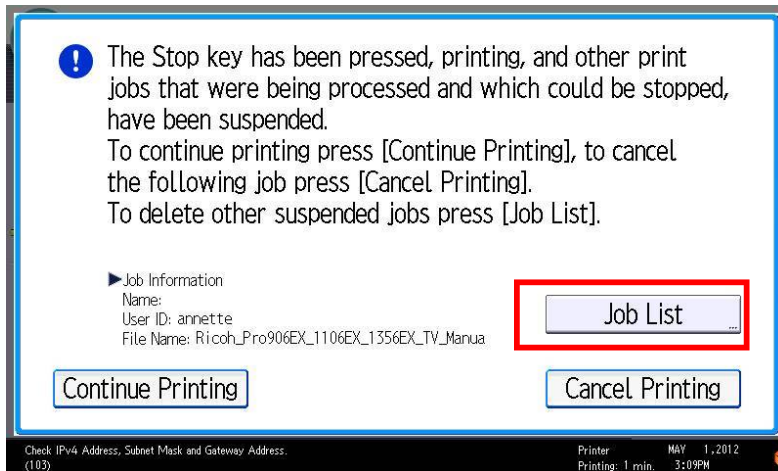 The Stop key has been pressed, printing, and other print
jobs that were being processed and which could be stopped,
have been suspended.
To continue printing press [Continue Printing], to cancel
the following job press [Cancel Printing].
To delete other suspended jobs press [Job List].
►Job Information
Name:
User ID: annette
File Name: Ricoh_Pro906EX_1106EX_1356EX_TV_Manua
Job List
...
Continue Printing
Cancel Printing
Check IPv4 Address, Subnet Mask and Gateway Address.
(103)
Printer MAY 1,2012
Printing: 1 min. 3:09PM